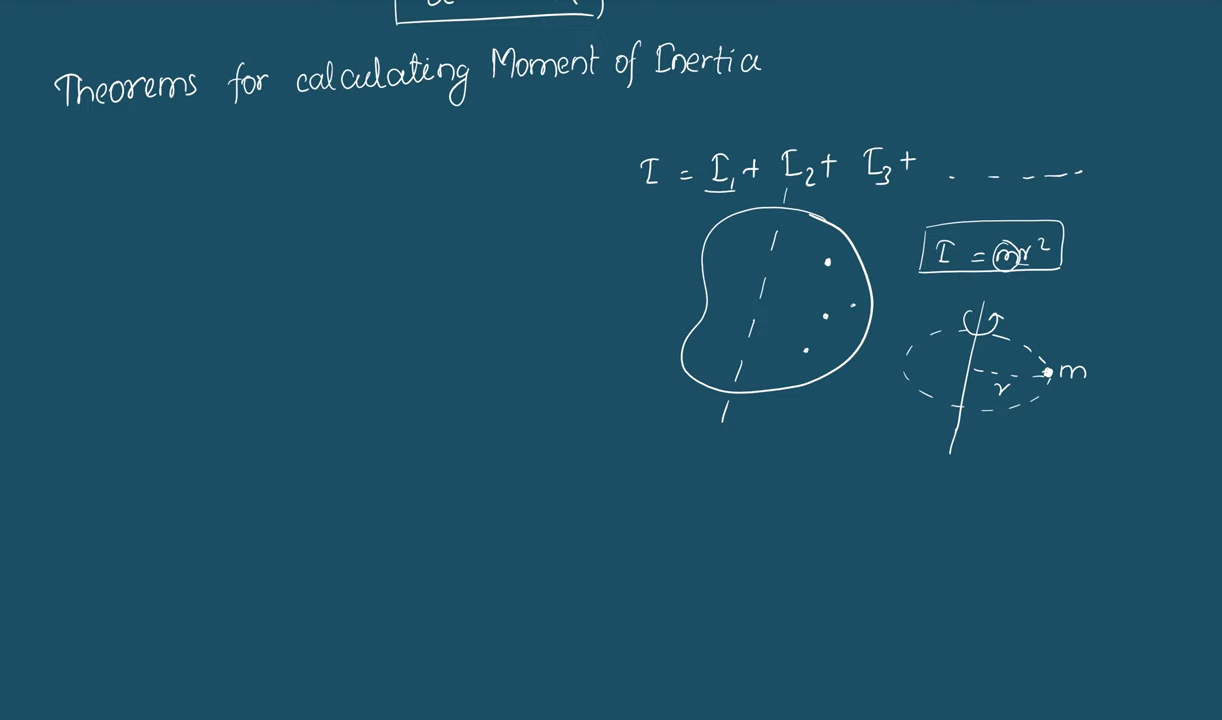 Theorems for calculating Moment of Inertia
I = I₁ + I₂ + I₃ + . - - - - .
I = mr²
m
r